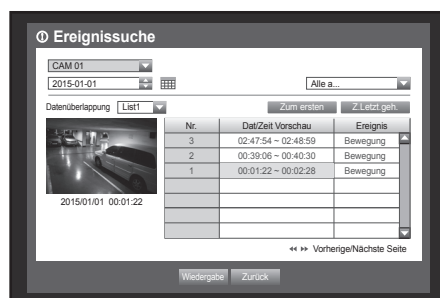 Ereignissuche
CAM 01
2015-01-01
Alle a...
Datenüberlappung List1 Zum ersten Z.Letzt geh.
Nr. Dat/Zeit Vorschau Ereignis
3 02:47:54 ~ 02:48:59 Bewegung
2 00:39:06 ~ 00:40:30 Bewegung
1 00:01:22 ~ 00:02:28 Bewegung
2015/01/01 00:01:22
Vorherige/Nächste Seite
Wiedergabe Zurück